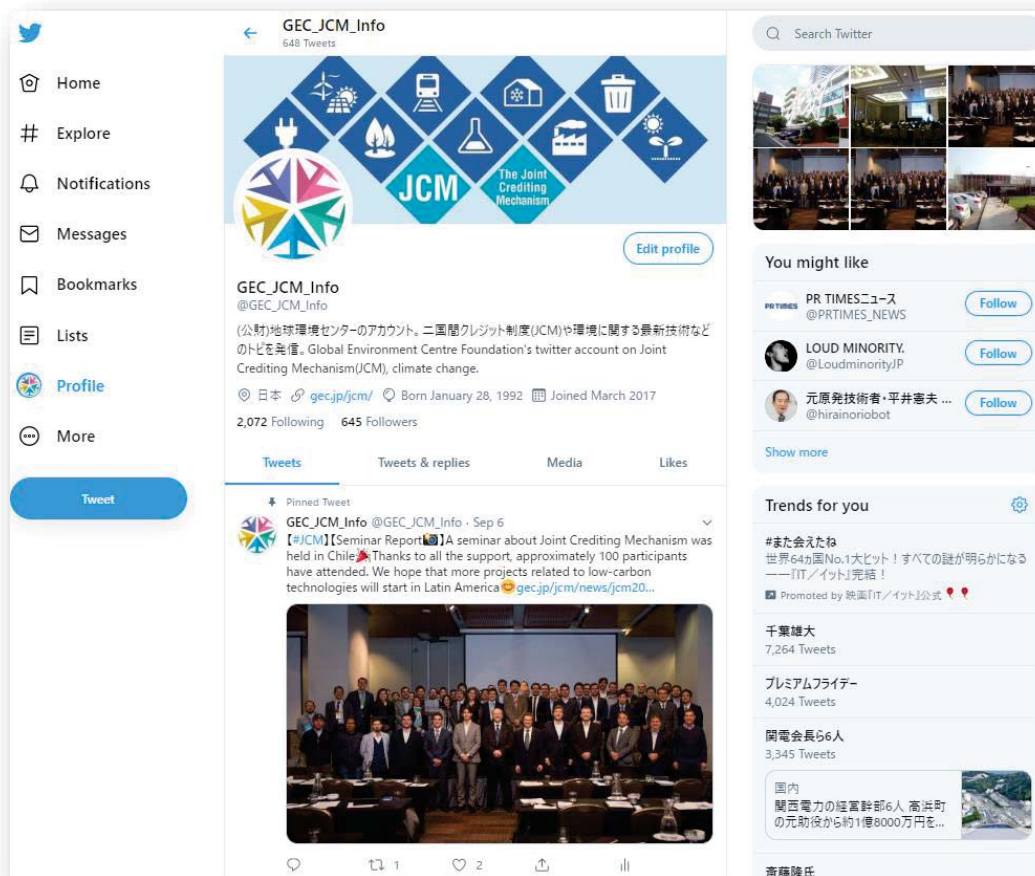 Home
Explore
Notifications
Messages
Bookmarks
Lists
Profile
More
Tweet
GEC_JCM_Info
648 Tweets
JCM
The Joint
Crediting
Mechanism
Edit profile
GEC_JCM_Info
@GEC_JCM_Info
(公財)地球環境センターのアカウント。二国間クレジット制度(JCM)や環境に関する最新技術など
のトピを発信。Global Environment Centre Foundation's twitter account on Joint
Crediting Mechanism(JCM), climate change.
日本 gec.jp/jcm/ Born January 28, 1992 Joined March 2017
2,072 Following 645 Followers
Tweets Tweets & replies Media Likes
Pinned Tweet
GEC_JCM_Info @GEC_JCM_Info · Sep 6
【#JCM】【Seminar Report📷】A seminar about Joint Crediting Mechanism was
held in Chile🎉Thanks to all the support, approximately 100 participants
have attended. We hope that more projects related to low-carbon
technologies will start in Latin America😊gec.jp/jcm/news/jcm20...
1 2
Search Twitter
You might like
PR TIMES
PR TIMESニュース
@PRTIMES_NEWS
Follow
LOUD MINORITY.
@LoudminorityJP
Follow
元原発技術者・平井憲夫 ...
@hirainoriobot
Follow
Show more
Trends for you
#また会えたね
世界64カ国No.1大ヒット！すべての謎が明らかになる
——『IT／イット』完結！
Promoted by 映画『IT／イット』公式🎈🎈
千葉雄大
7,264 Tweets
プレミアムフライデー
4,024 Tweets
関電会長ら6人
3,345 Tweets
国内
関西電力の経営幹部6人 高浜町
の元助役から約1億8000万円を...
斎藤隆氏